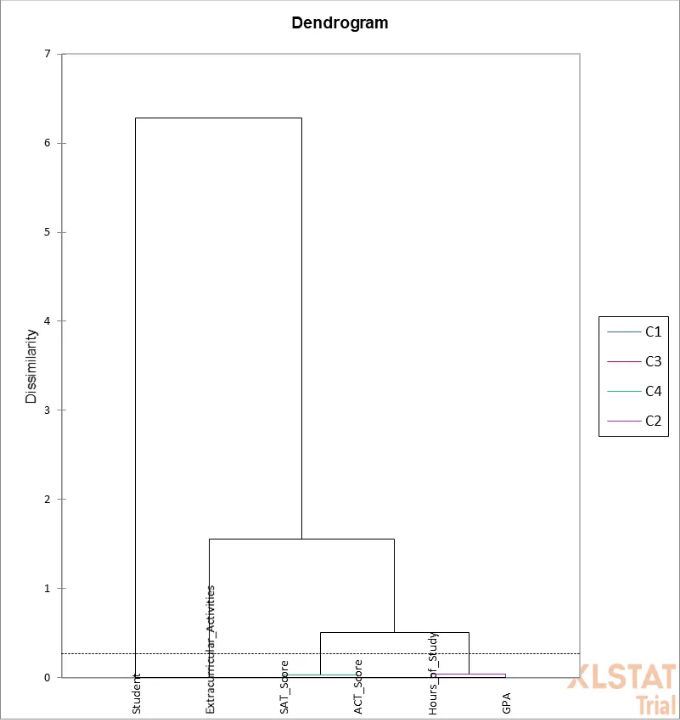 Dendrogram
7
6
5
4
3
2
1
0
Dissimilarity
Student
Extracurricular_Activities
SAT_Score
ACT_Score
Hours_of_Study
GPA
C1
C3
C4
C2
XLSTAT
Trial